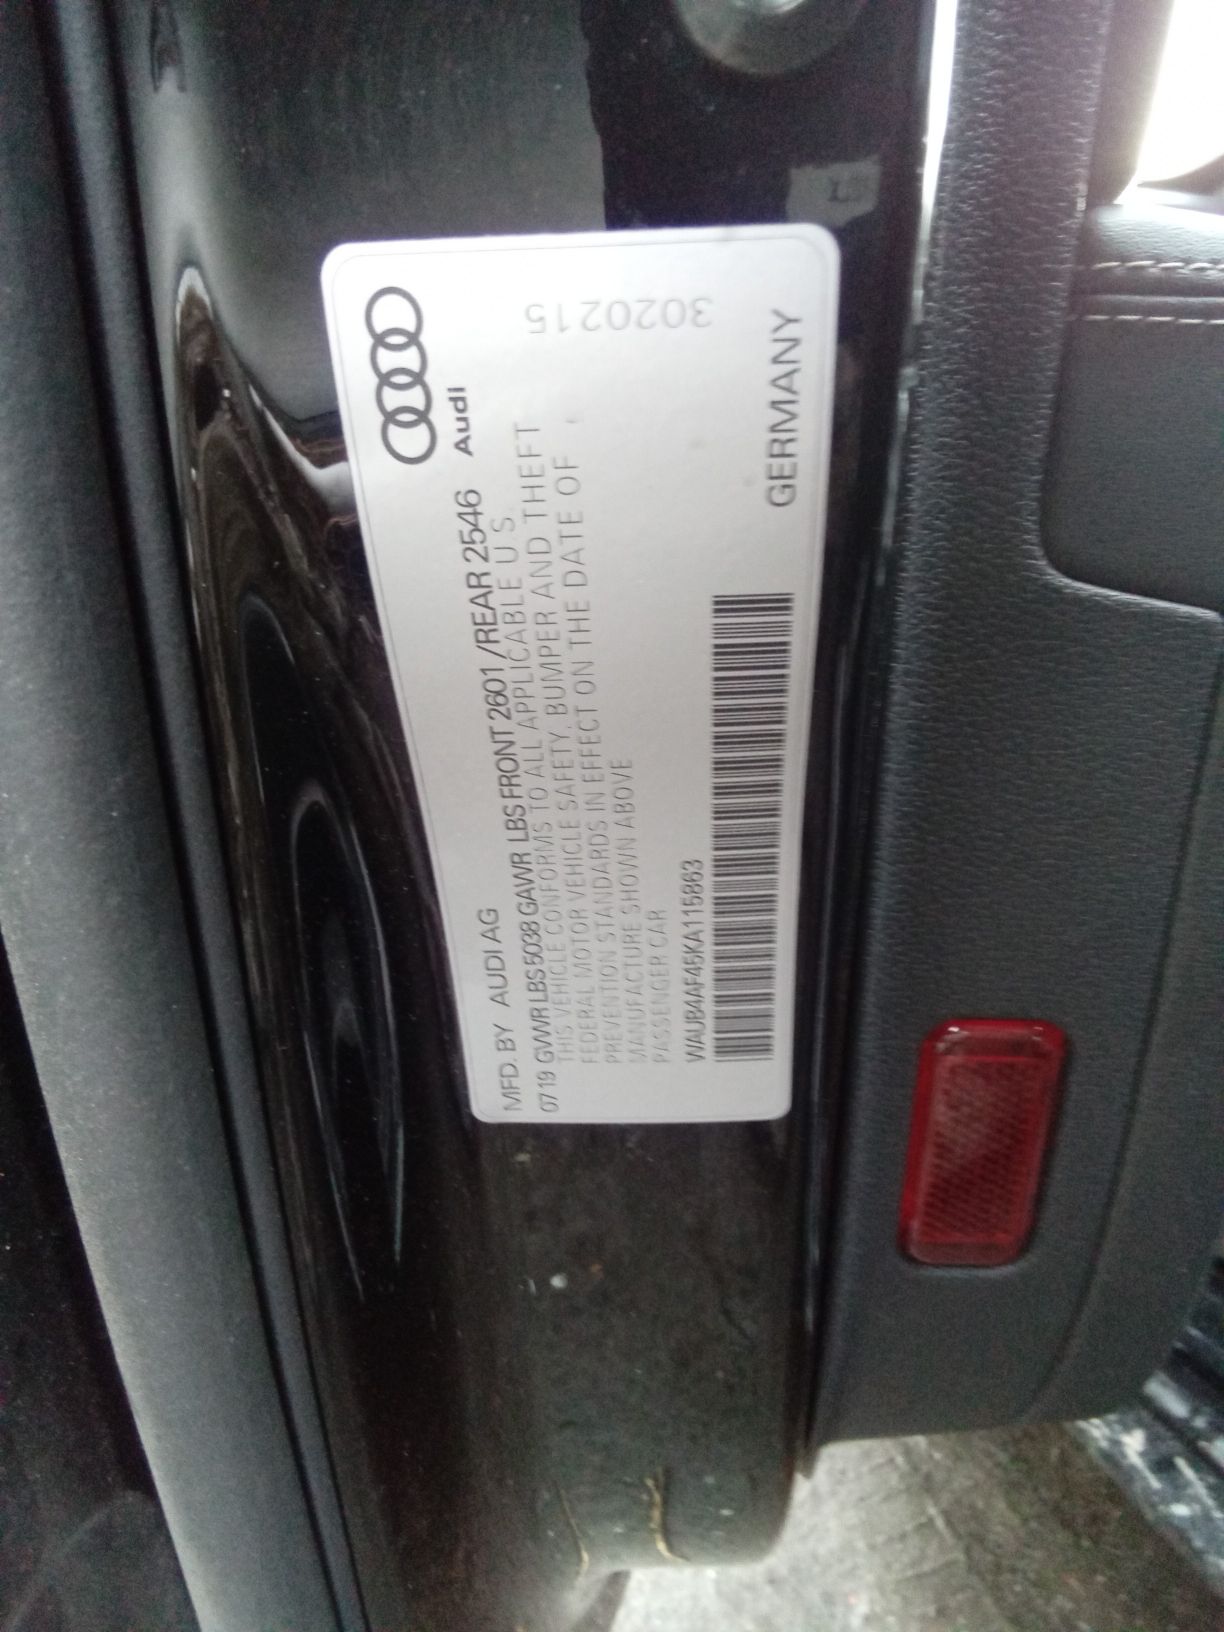 Audi
MFD. BY AUDI AG
07 19 GVWR LBS 5038 GAWR LBS FRONT 2601 /REAR 2546
THIS VEHICLE CONFORMS TO ALL APPLICABLE U.S.
FEDERAL MOTOR VEHICLE SAFETY, BUMPER AND THEFT
PREVENTION STANDARDS IN EFFECT ON THE DATE OF
MANUFACTURE SHOWN ABOVE
PASSENGER CAR
WAUB4AF45KA115863
GERMANY
3020215